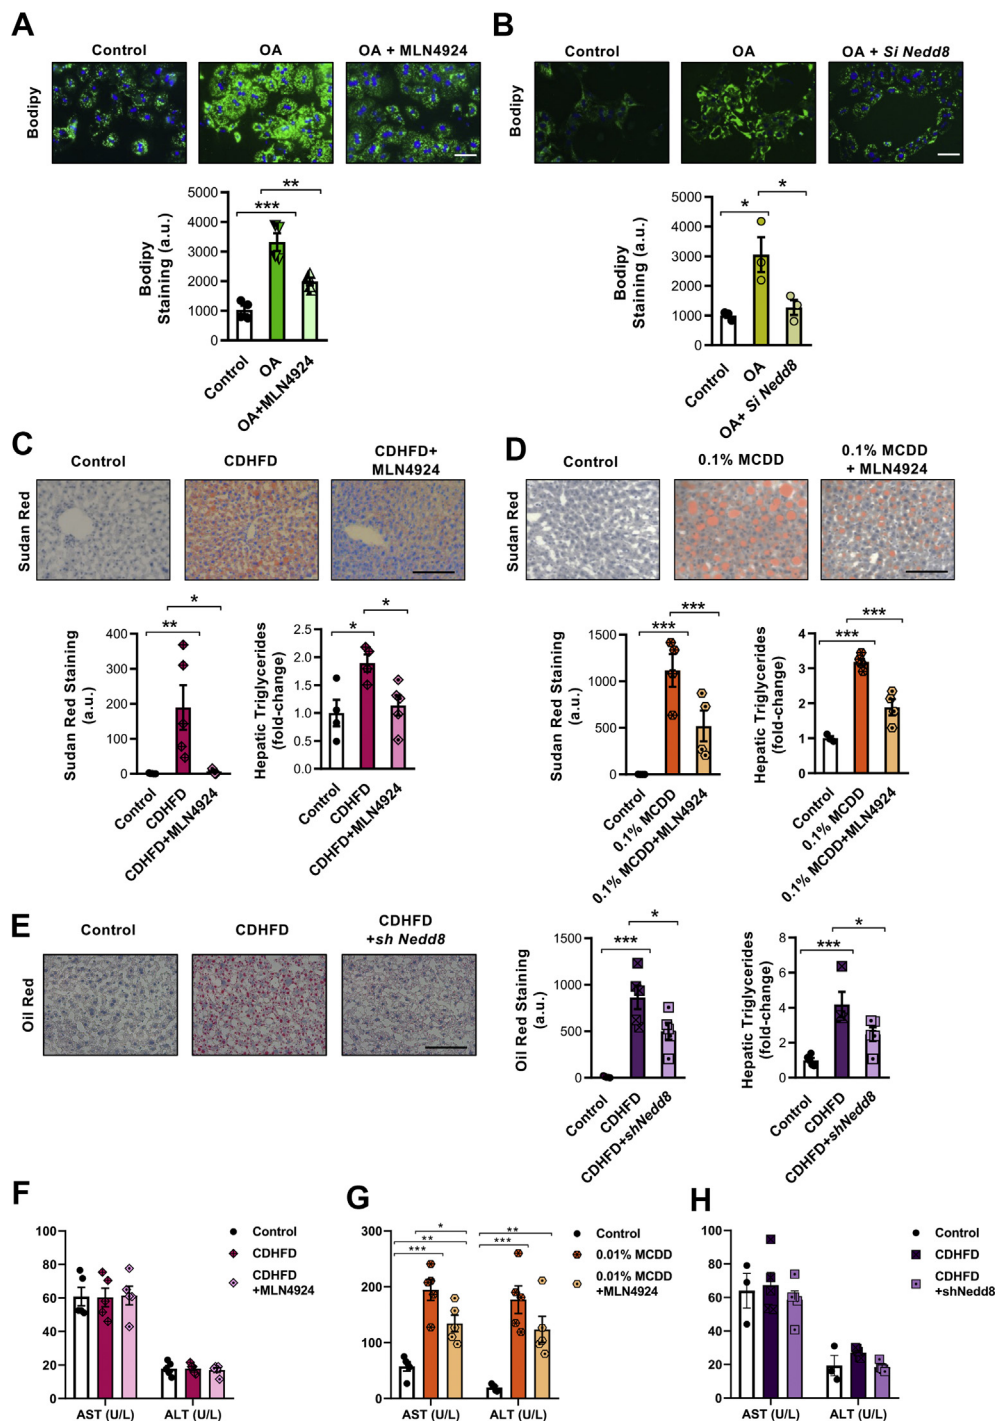 A
Control
OA
OA + MLN4924
Bodipy
5000
4000
3000
2000
1000
0
Bodipy
Staining (a.u.)
***
**
Control
OA
OA+MLN4924
B
Control
OA
OA + Si Nedd8
Bodipy
5000
4000
3000
2000
1000
0
Bodipy
Staining (a.u.)
*
*
Control
OA
OA+ Si Nedd8
C
Control
CDHFD
CDHFD+
MLN4924
Sudan Red
400
300
200
100
0
Sudan Red Staining
(a.u.)
**
*
Control
CDHFD
CDHFD+MLN4924
2.5
2.0
1.5
1.0
0.5
0.0
Hepatic Triglycerides
(fold-change)
*
*
Control
CDHFD
CDHFD+MLN4924
D
Control
0.1% MCDD
0.1% MCDD
+ MLN4924
Sudan Red
1500
1000
500
0
Sudan Red Staining
(a.u.)
***
***
Control
0.1% MCDD
0.1% MCDD+MLN4924
4
3
2
1
0
Hepatic Triglycerides
(fold-change)
***
***
Control
0.1% MCDD
0.1% MCDD+MLN4924
E
Control
CDHFD
CDHFD
+sh Nedd8
Oil Red
1500
1000
500
0
Oil Red Staining
(a.u.)
***
*
Control
CDHFD
CDHFD+shNedd8
8
6
4
2
0
Hepatic Triglycerides
(fold-change)
***
*
Control
CDHFD
CDHFD+shNedd8
F
100
80
60
40
20
0
AST (U/L)
ALT (U/L)
Control
CDHFD
CDHFD
+MLN4924
G
300
200
100
0
*
**
***
**
***
AST (U/L)
ALT (U/L)
Control
0.01% MCDD
0.01% MCDD
+MLN4924
H
100
80
60
40
20
0
AST (U/L)
ALT (U/L)
Control
CDHFD
CDHFD
+shNedd8